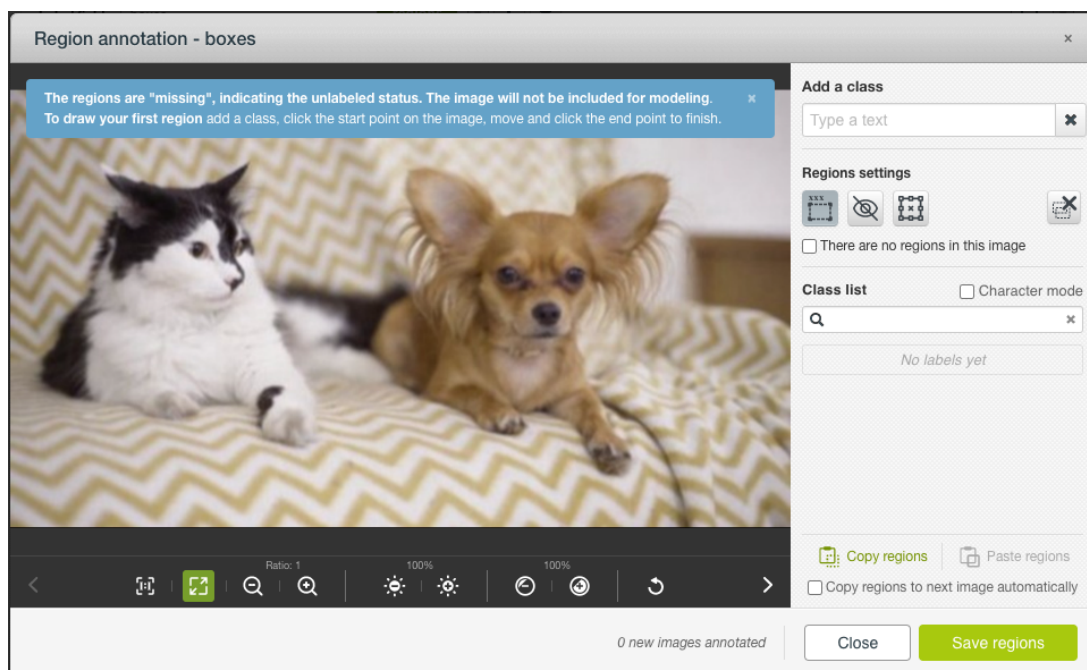 Region annotation - boxes
×
The regions are "missing", indicating the unlabeled status. The image will not be included for modeling.
×
To draw your first region add a class, click the start point on the image, move and click the end point to finish.
Add a class
Type a text
Regions settings
xxx
There are no regions in this image
Class list
Character mode
No labels yet
Copy regions
Paste regions
Copy regions to next image automatically
Ratio: 1
100%
100%
1:1
0 new images annotated
Close
Save regions